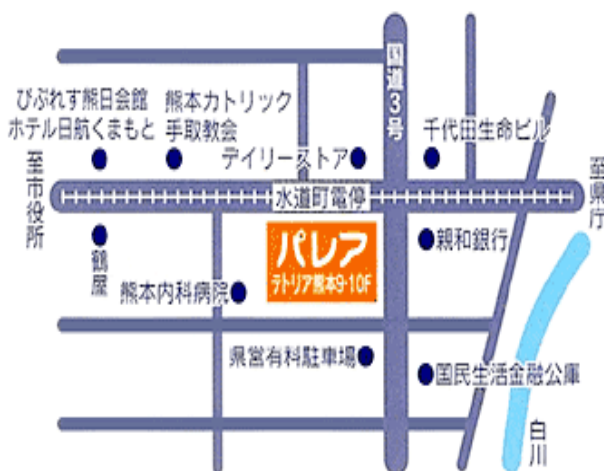 国道3号
びぷれす熊日会館
ホテル日航くまもと
熊本カトリック
手取教会
デイリーストア
千代田生命ビル
至市役所
水道町電停
至県庁
鶴屋
パレア
テトリア熊本9・10F
親和銀行
熊本内科病院
県営有料駐車場
国民生活金融公庫
白川